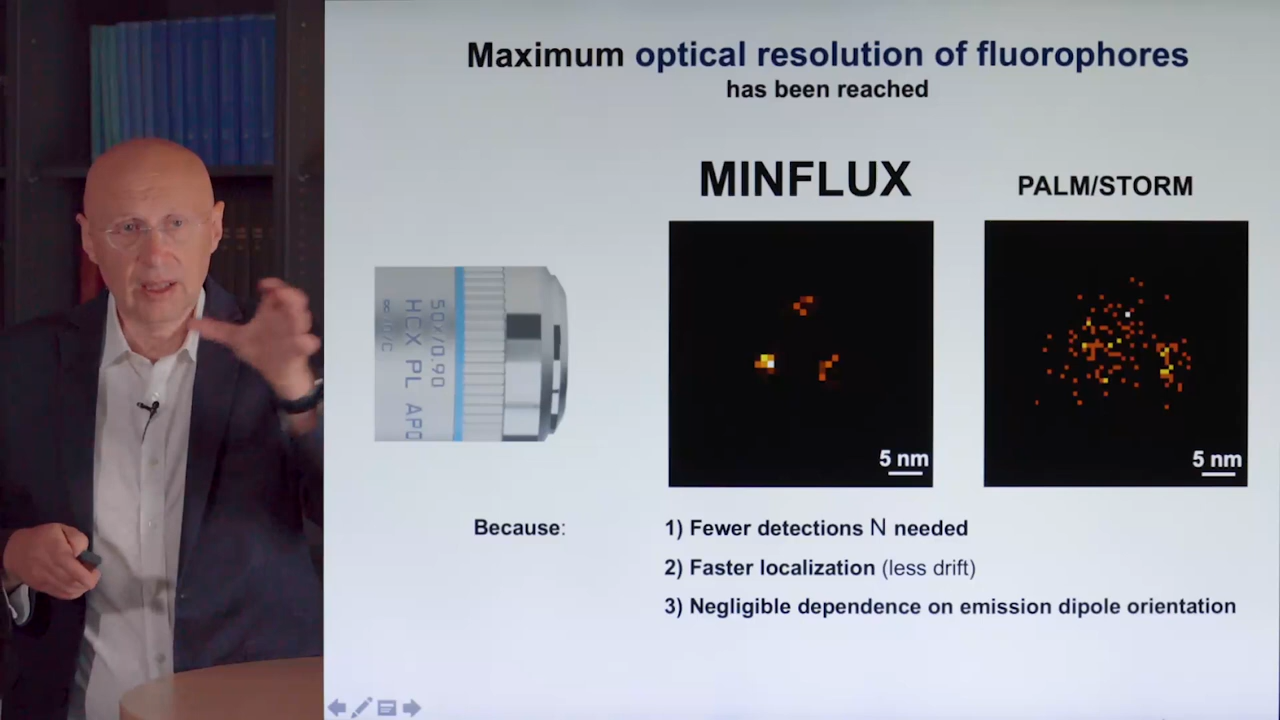 Maximum optical resolution of fluorophores
has been reached
MINFLUX
PALM/STORM
50x/0.90
HCX PL APO
∞/0/C
5 nm
5 nm
Because:
1) Fewer detections N needed
2) Faster localization (less drift)
3) Negligible dependence on emission dipole orientation